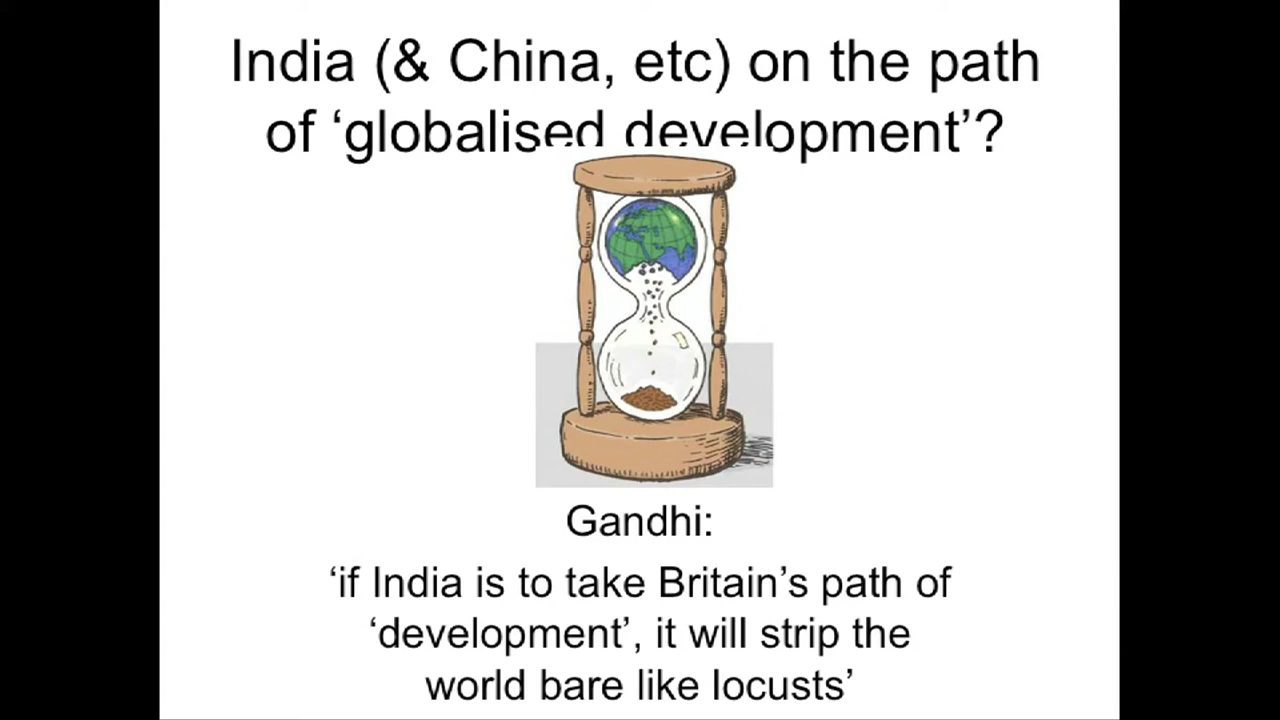 India (& China, etc) on the path
of ‘globalised development’?
Gandhi:
‘if India is to take Britain’s path of
‘development’, it will strip the
world bare like locusts’